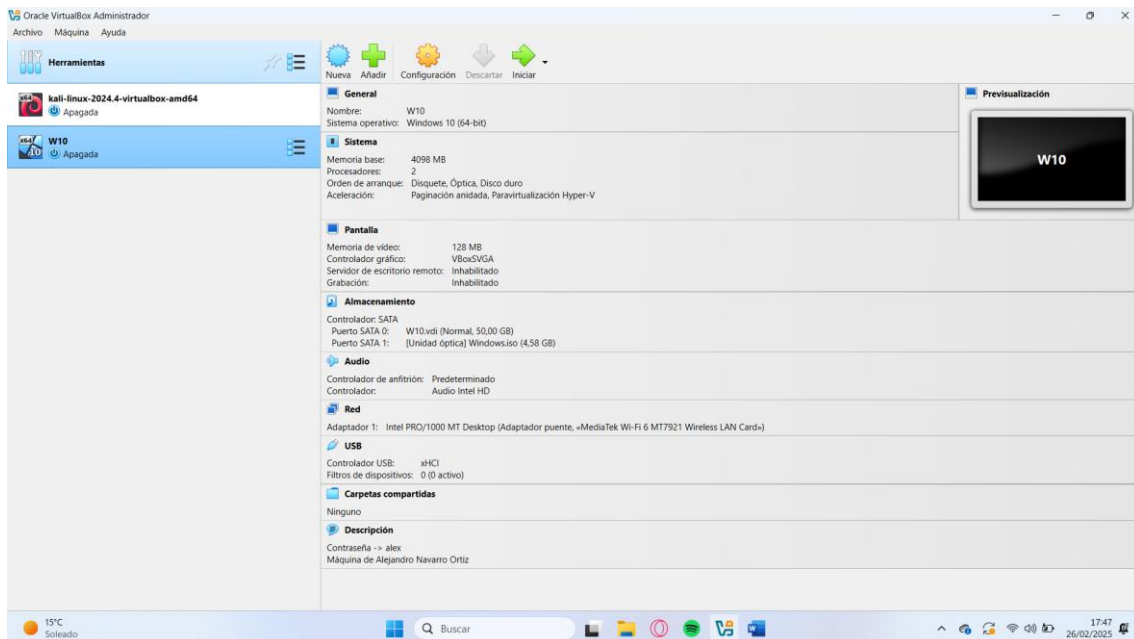 Oracle VirtualBox Administrador
Archivo Máquina Ayuda
Herramientas
Nueva Añadir Configuración Descartar Iniciar
kali-linux-2024.4-virtualbox-amd64
Apagada
W10
Apagada
General
Nombre: W10
Sistema operativo: Windows 10 (64-bit)
Sistema
Memoria base: 4098 MB
Procesadores: 2
Orden de arranque: Disquete, Óptica, Disco duro
Aceleración: Paginación anidada, Paravirtualización Hyper-V
Previsualización
W10
Pantalla
Memoria de vídeo: 128 MB
Controlador gráfico: VBoxSVGA
Servidor de escritorio remoto: Inhabilitado
Grabación: Inhabilitado
Almacenamiento
Controlador: SATA
Puerto SATA 0: W10.vdi (Normal, 50,00 GB)
Puerto SATA 1: [Unidad óptica] Windows.iso (4,58 GB)
Audio
Controlador de anfitrión: Predeterminado
Controlador: Audio Intel HD
Red
Adaptador 1: Intel PRO/1000 MT Desktop (Adaptador puente, «MediaTek Wi-Fi 6 MT7921 Wireless LAN Card»)
USB
Controlador USB: xHCI
Filtros de dispositivos: 0 (0 activo)
Carpetas compartidas
Ninguno
Descripción
Contraseña -> alex
Máquina de Alejandro Navarro Ortiz
15°C
Soleado
Buscar
17:47
26/02/2025